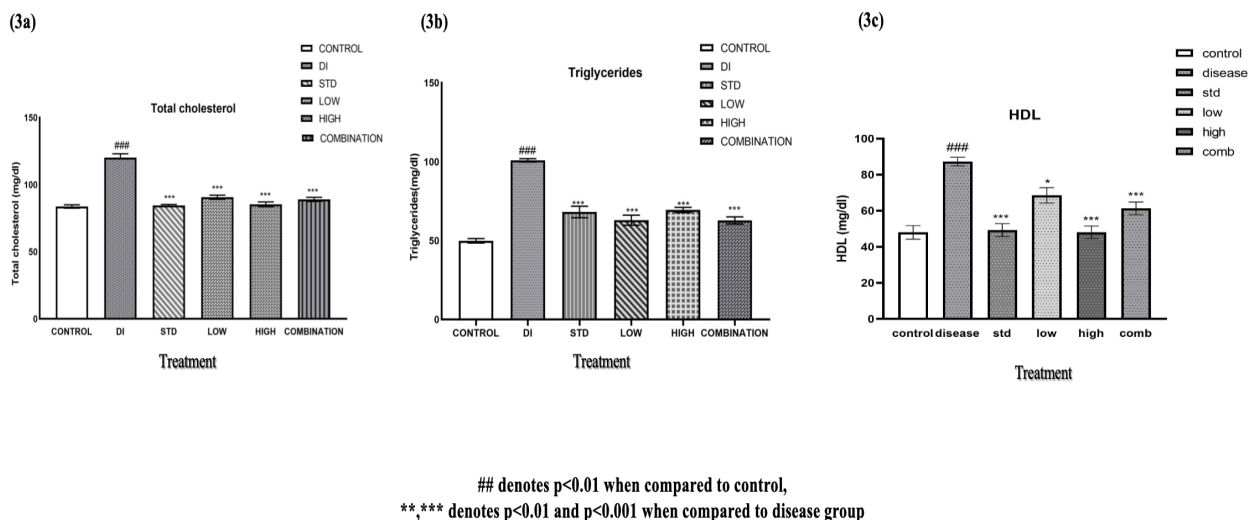 (3a)
CONTROL
DI
STD
LOW
HIGH
COMBINATION
Total cholesterol
Total cholesterol (mg/dl)
150
100
50
0
###
***
***
***
***
CONTROL DI STD LOW HIGH COMBINATION
Treatment
(3b)
CONTROL
DI
STD
LOW
HIGH
COMBINATION
Triglycerides
Triglycerides(mg/dl)
150
100
50
0
###
***
***
***
***
CONTROL DI STD LOW HIGH COMBINATION
Treatment
3c)
control
disease
std
low
high
comb
HDL
HDL (mg/dl)
100
80
60
40
20
0
###
***
*
***
***
control disease std low high comb
Treatment
## denotes p<0.01 when compared to control,
**,*** denotes p<0.01 and p<0.001 when compared to disease group